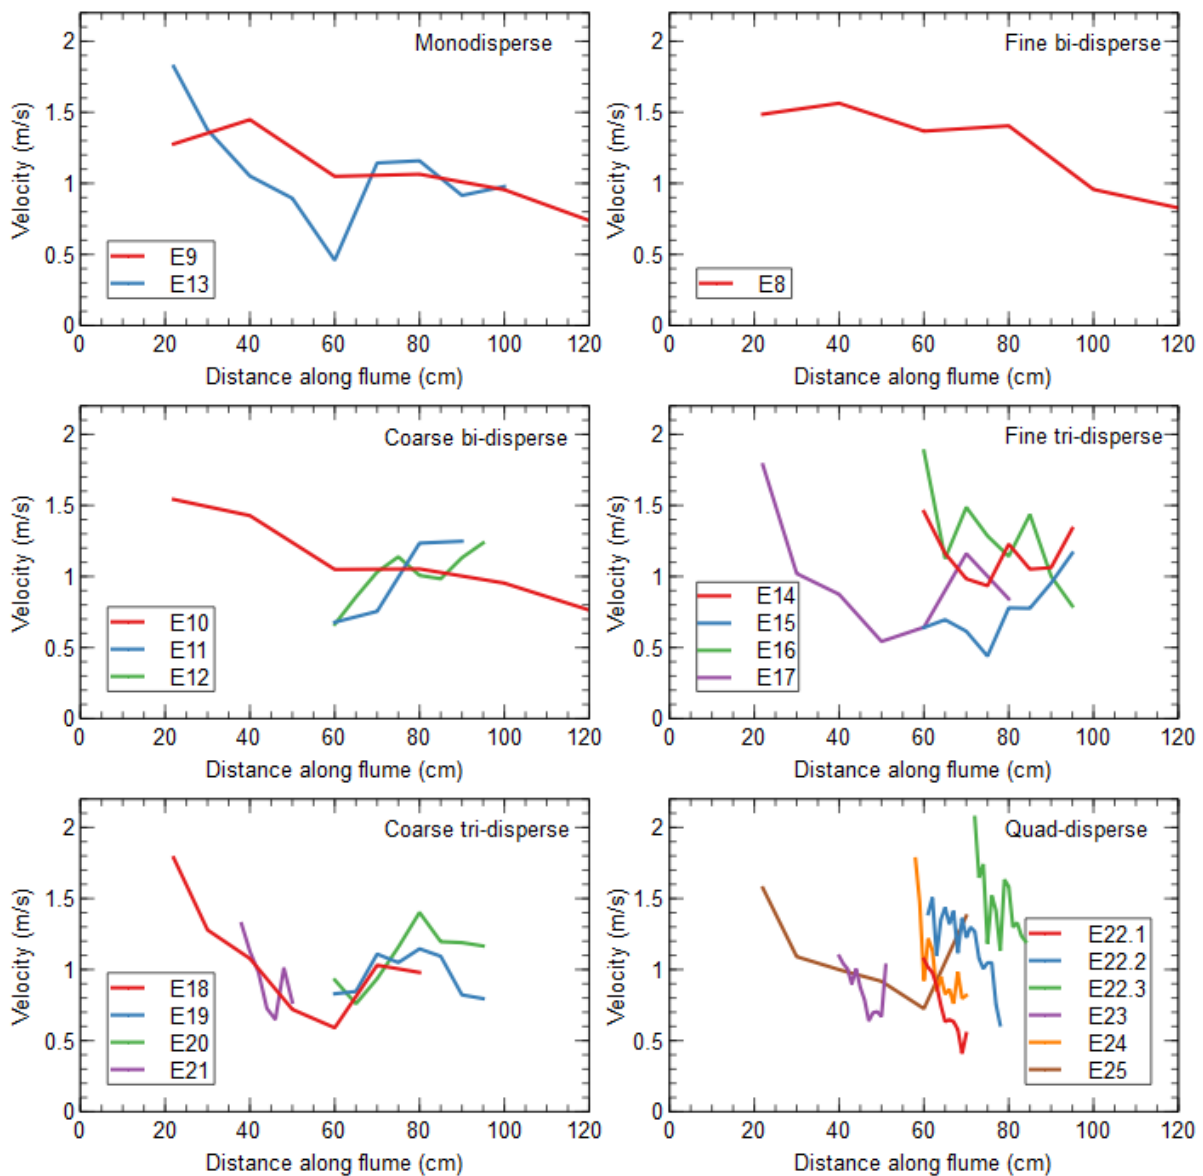 Monodisperse
Velocity (m/s)
2
1.5
1
0.5
0
E9
E13
0 20 40 60 80 100 120
Distance along flume (cm)
Fine bi-disperse
Velocity (m/s)
2
1.5
1
0.5
0
E8
0 20 40 60 80 100 120
Distance along flume (cm)
Coarse bi-disperse
Velocity (m/s)
2
1.5
1
0.5
0
E10
E11
E12
0 20 40 60 80 100 120
Distance along flume (cm)
Fine tri-disperse
Velocity (m/s)
2
1.5
1
0.5
0
E14
E15
E16
E17
0 20 40 60 80 100 120
Distance along flume (cm)
Coarse tri-disperse
Velocity (m/s)
2
1.5
1
0.5
0
E18
E19
E20
E21
0 20 40 60 80 100 120
Distance along flume (cm)
Quad-disperse
Velocity (m/s)
2
1.5
1
0.5
0
E22.1
E22.2
E22.3
E23
E24
E25
0 20 40 60 80 100 120
Distance along flume (cm)